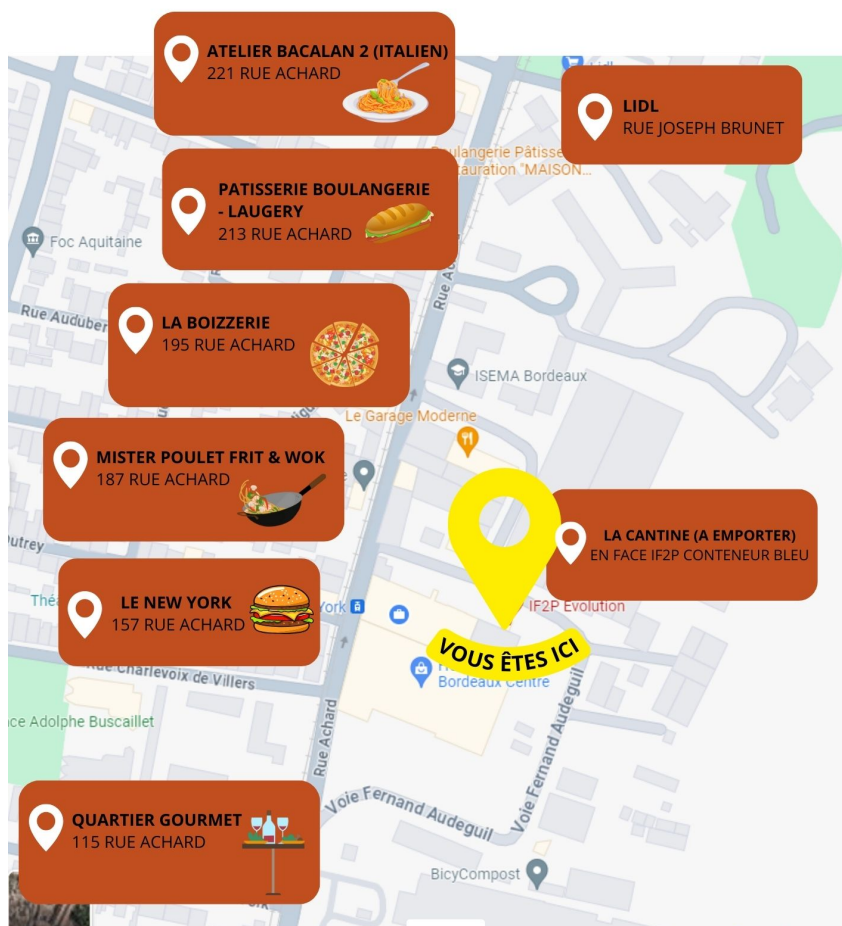 ATELIER BACALAN 2 (ITALIEN)
221 RUE ACHARD
LIDL
RUE JOSEPH BRUNET
PATISSERIE BOULANGERIE
- LAUGERY
213 RUE ACHARD
Foc Aquitaine
LA BOIZZERIE
195 RUE ACHARD
ISEMA Bordeaux
Le Garage Moderne
MISTER POULET FRIT & WOK
187 RUE ACHARD
LA CANTINE (A EMPORTER)
EN FACE IF2P CONTENEUR BLEU
LE NEW YORK
157 RUE ACHARD
IF2P Evolution
VOUS ÊTES ICI
Bordeaux Centre
Rue Charlevoix de Villers
Adolphe Buscaillet
Rue Achard
Voie Fernand Audeguil
Voie Fernand Audeguil
QUARTIER GOURMET
115 RUE ACHARD
BicyCompost